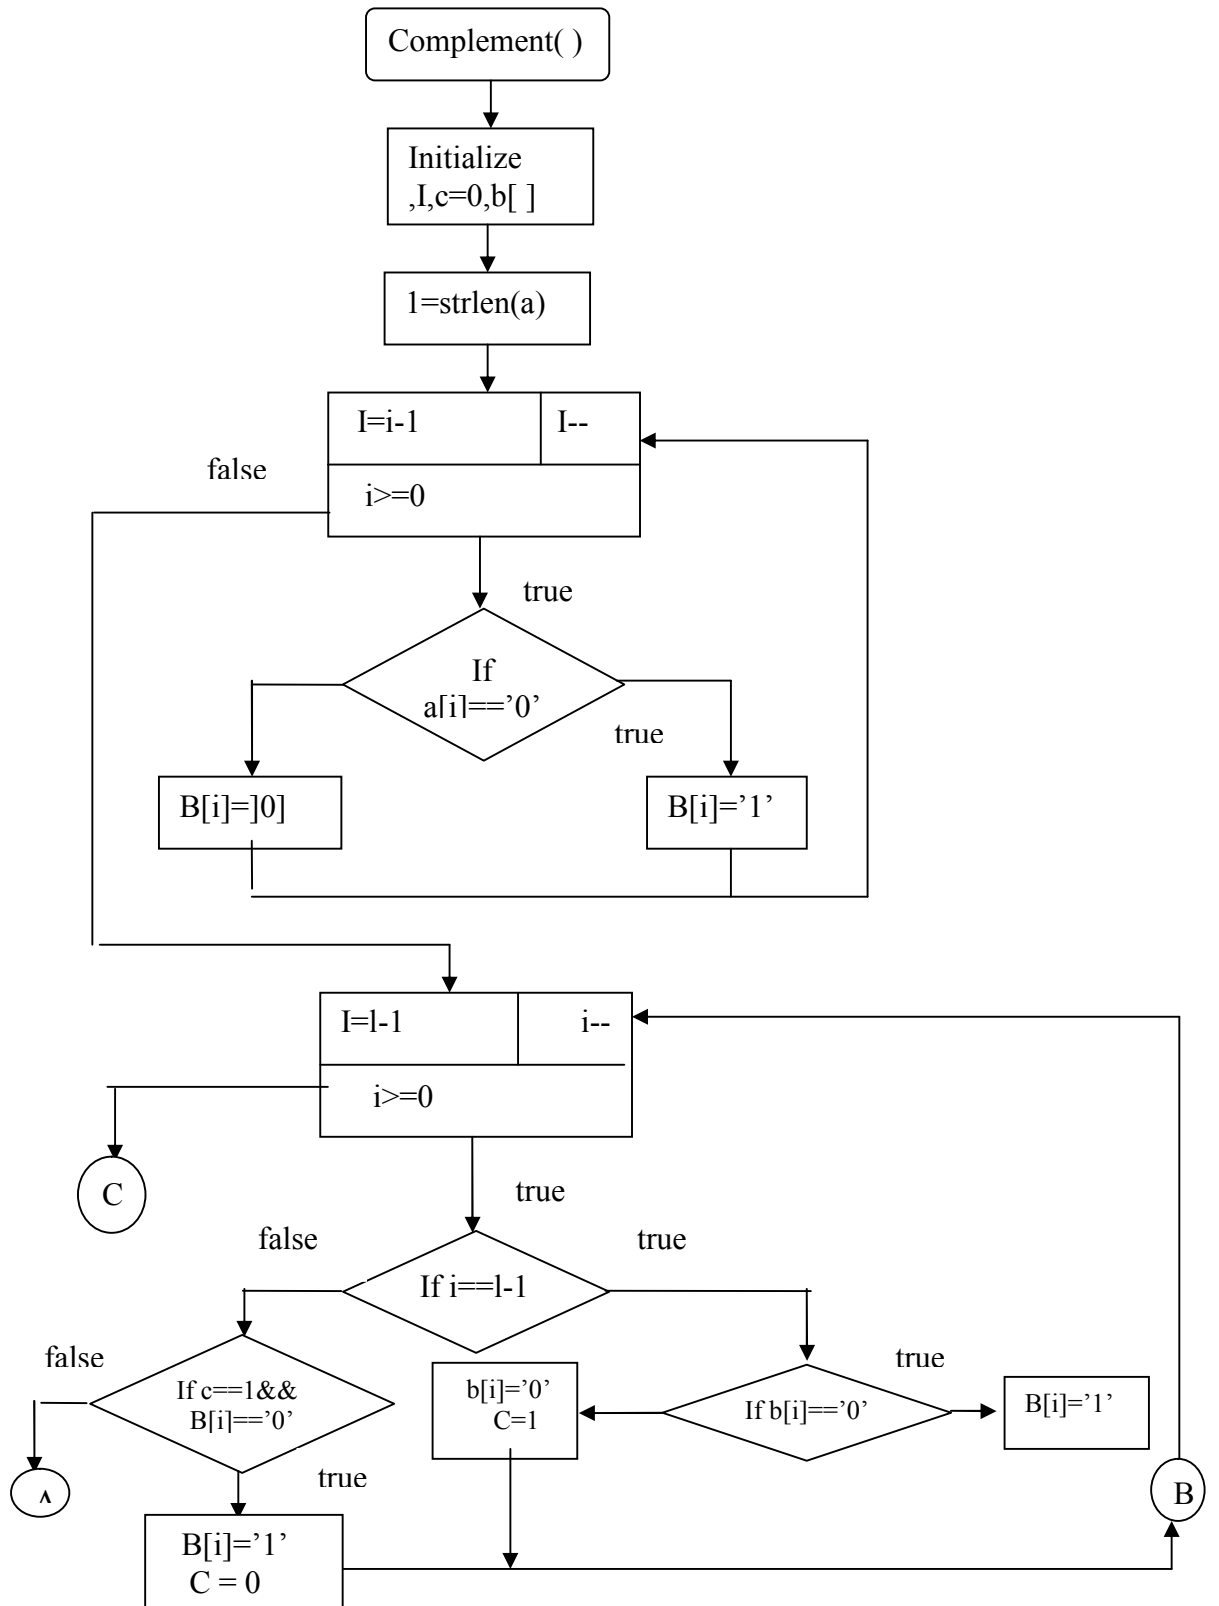 Complement( )
Initialize
,I,c=0,b[ ]
1=strlen(a)
I=i-1
I--
false
i>=0
true
If
a[i]==’0’
true
B[i]=]0]
B[i]=’1’
I=l-1
i--
i>=0
C
true
false
true
If i==l-1
false
true
If c==1&&
B[i]==’0’
b[i]=’0’
C=1
If b[i]==’0’
B[i]=’1’
A
true
B
B[i]=’1’
C = 0